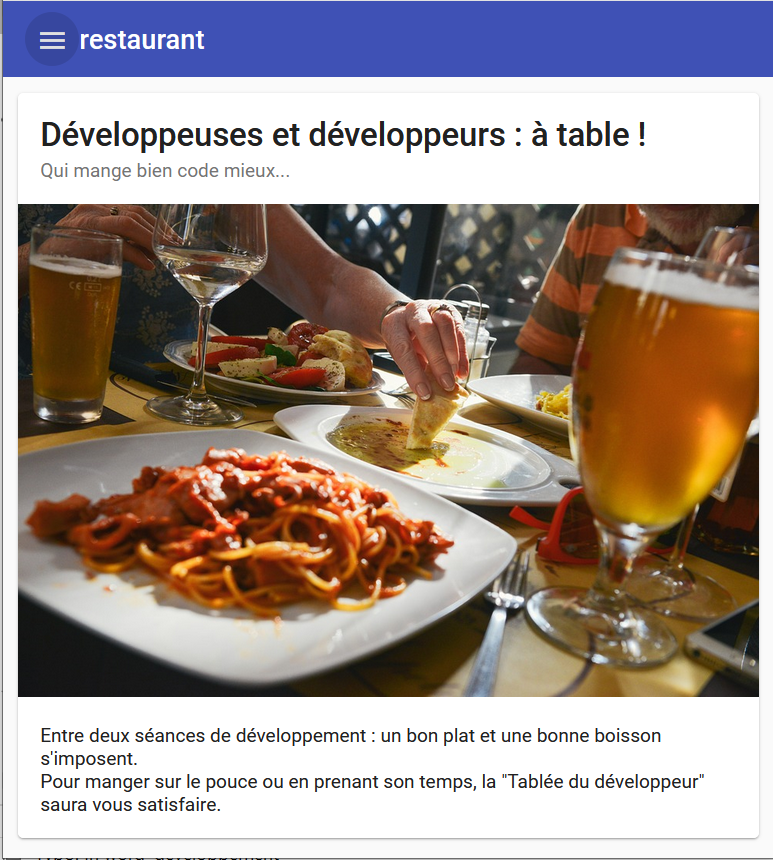 restaurant
Développeuses et développeurs : à table !
Qui mange bien code mieux...
Entre deux séances de développement : un bon plat et une bonne boisson
s'imposent.
Pour manger sur le pouce ou en prenant son temps, la "Tablée du développeur"
saura vous satisfaire.